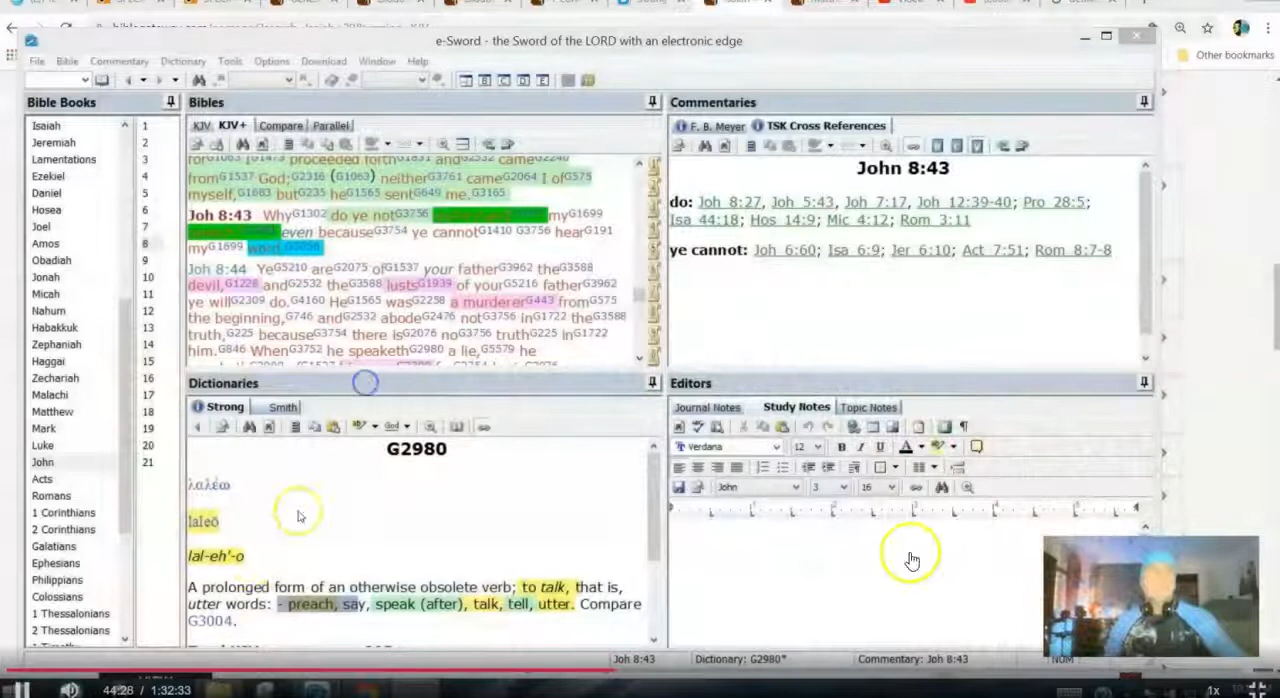 e-Sword - the Sword of the LORD with an electronic edge
Other bookmarks
File Bible Commentary Dictionary Tools Options Download Window Help
Bible Books
Isaiah 1
Jeremiah 2
Lamentations 3
Ezekiel 4
Daniel 5
Hosea 6
Joel 7
Amos 8
Obadiah 9
Jonah 10
Micah 11
Nahum 12
Habakkuk 13
Zephaniah 14
Haggai 15
Zechariah 16
Malachi 17
Matthew 18
Mark 19
Luke 20
John 21
Acts
Romans
1 Corinthians
2 Corinthians
Galatians
Ephesians
Philippians
Colossians
1 Thessalonians
2 Thessalonians
Bibles
KJV KJV+ Compare Parallel
for G1063 proceeded forth G1831 and G2532 came G2240
from G1537 God; G2316 (G1063) neither G3761 came G2064 I of G575
myself, G1683 but G235 he G1565 sent G649 me. G3165
Joh 8:43 Why G1302 do ye not G3756 my G1699
even because G3754 ye cannot G1410 G3756 hear G191
my G1699 word. G3056
Joh 8:44 Ye G5210 are G2075 of G1537 your father G3962 the G3588
devil, G1228 and G2532 the G3588 lusts G1939 of your G5216 father G3962
ye will G2309 do. G4160 He G1565 was G2258 a murderer G443 from G575
the beginning, G746 and G2532 abode G2476 not G3756 in G1722 the G3588
truth, G225 because G3754 there is G2076 no G3756 truth G225 in G1722
him. G846 When G3752 he speaketh G2980 a lie, G5579 he
Commentaries
F. B. Meyer TSK Cross References
John 8:43
do: Joh 8:27, Joh 5:43, Joh 7:17, Joh 12:39-40; Pro 28:5;
Isa 44:18; Hos 14:9; Mic 4:12; Rom 3:11
ye cannot: Joh 6:60; Isa 6:9; Jer 6:10; Act 7:51; Rom 8:7-8
Dictionaries
Strong Smith
G2980
λαλέω
laleō
lal-eh'-o
A prolonged form of an otherwise obsolete verb; to talk, that is,
utter words: - preach, say, speak (after), talk, tell, utter. Compare
G3004.
Editors
Journal Notes Study Notes Topic Notes
Verdana 12 B I U A
John 3 16
Joh 8:43 Dictionary: G2980* Commentary: Joh 8:43 NUM
44:28 / 1:32:33 1x